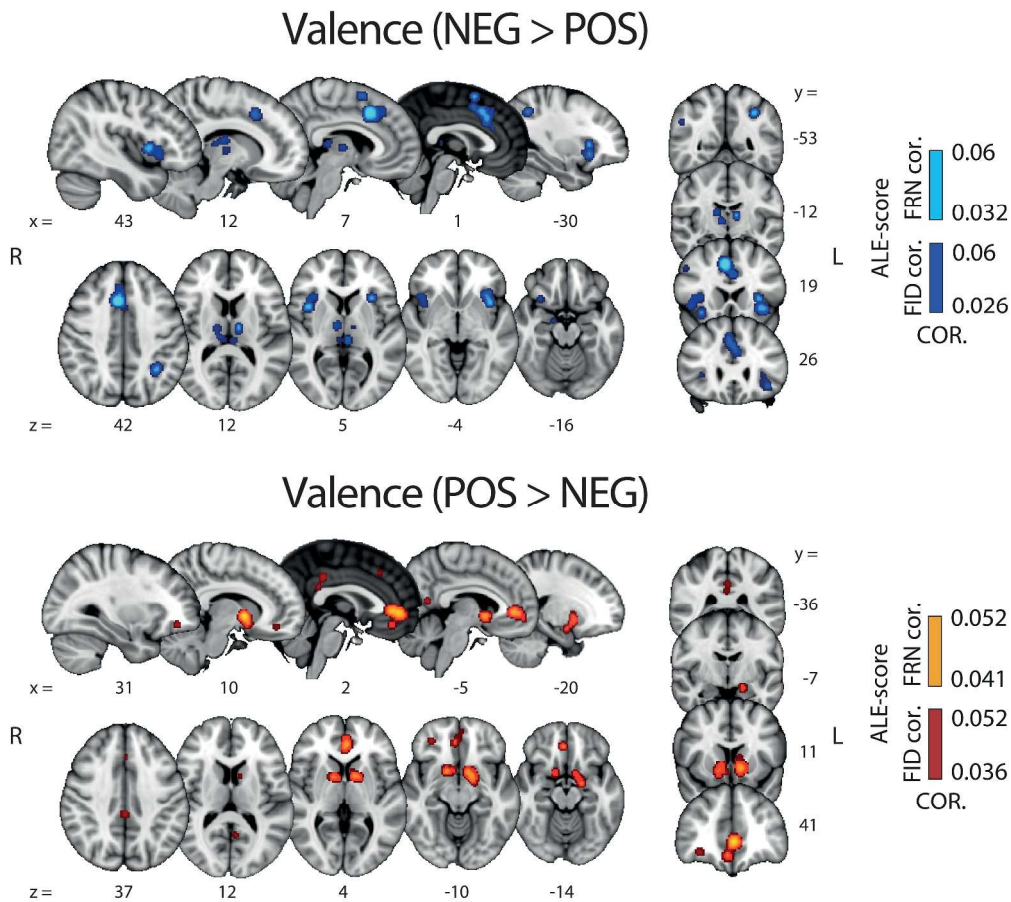 Valence (NEG > POS)
x = 43 12 7 1 -30
R
z = 42 12 5 -4 -16
y =
-53
-12
L
19
26
ALE-score
FRN cor.
0.06
0.032
FID cor.
0.06
0.026
COR.
Valence (POS > NEG)
x = 31 10 2 -5 -20
R
z = 37 12 4 -10 -14
y =
-36
-7
L
11
41
ALE-score
FRN cor.
0.052
0.041
FID cor.
0.052
0.036
COR.